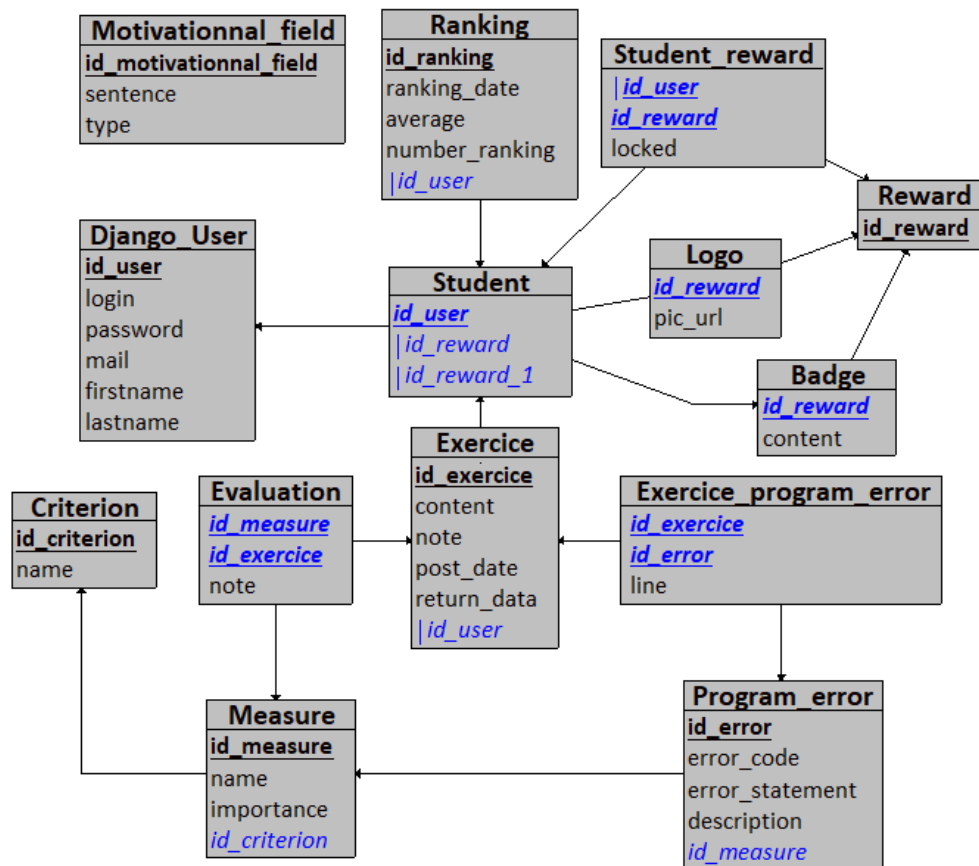 Motivationnal_field
id_motivationnal_field
sentence
type
Ranking
id_ranking
ranking_date
average
number_ranking
|id_user
Student_reward
|id_user
id_reward
locked
Reward
id_reward
Django_User
id_user
login
password
mail
firstname
lastname
Student
id_user
|id_reward
|id_reward_1
Logo
id_reward
pic_url
Badge
id_reward
content
Criterion
id_criterion
name
Evaluation
id_measure
id_exercice
note
Exercice
id_exercice
content
note
post_date
return_data
|id_user
Exercice_program_error
id_exercice
id_error
line
Measure
id_measure
name
importance
id_criterion
Program_error
id_error
error_code
error_statement
description
id_measure